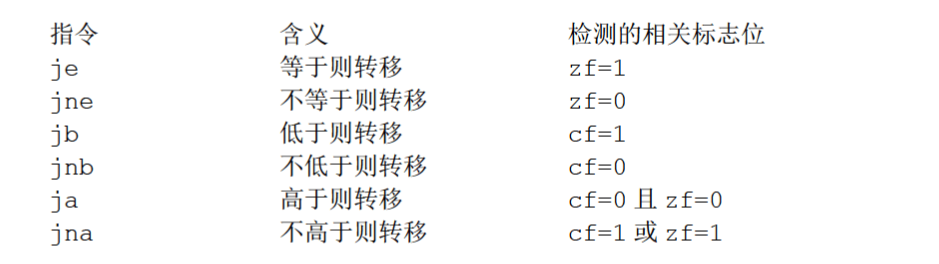 指令 含义 检测的相关标志位
je 等于则转移 zf=1
jne 不等于则转移 zf=0
jb 低于则转移 cf=1
jnb 不低于则转移 cf=0
ja 高于则转移 cf=0 且 zf=0
jna 不高于则转移 cf=1 或 zf=1